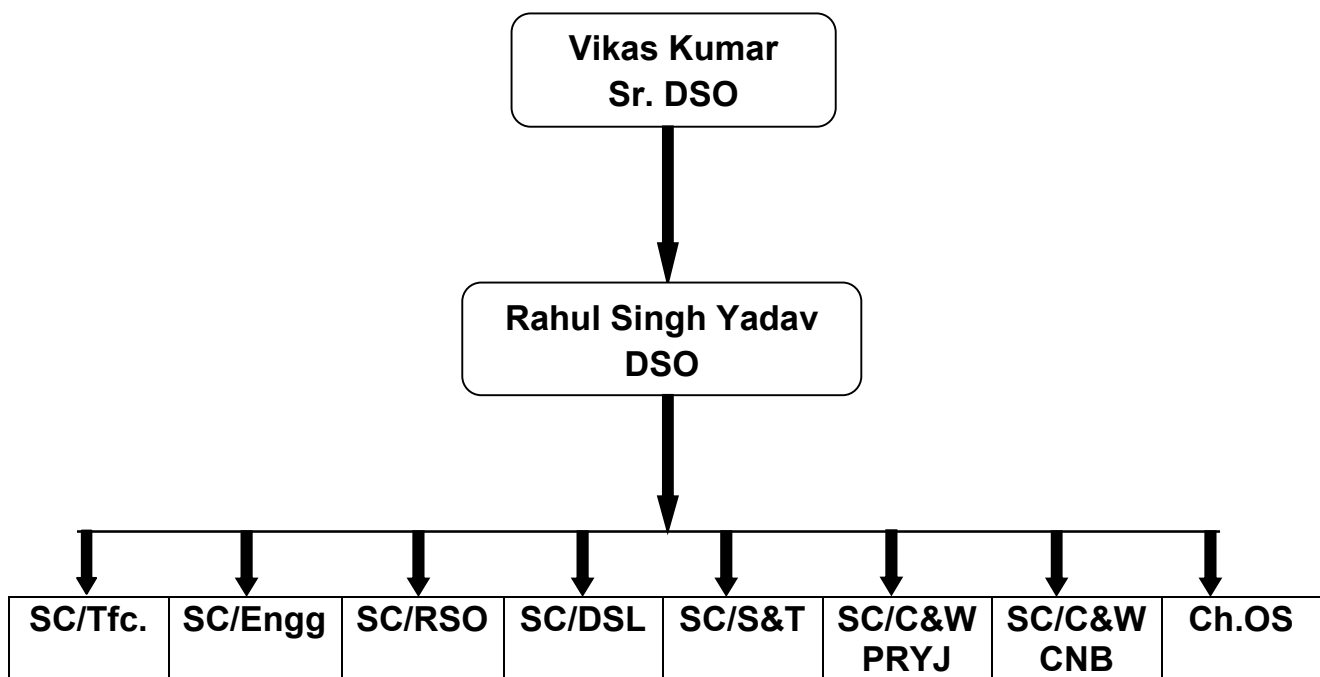 Vikas Kumar
Sr. DSO
Rahul Singh Yadav
DSO
SC/Tfc.
SC/Engg
SC/RSO
SC/DSL
SC/S&T
SC/C&W
PRYJ
SC/C&W
CNB
Ch.OS